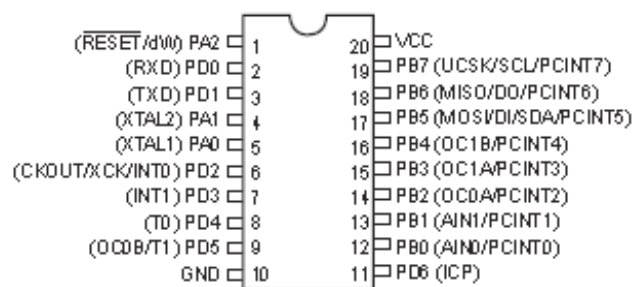 (RESET/dW) PA2 1 20 VCC
(RXD) PD0 2 19 PB7 (UCSK/SCL/PCINT7)
(TXD) PD1 3 18 PB6 (MISO/DO/PCINT6)
(XTAL2) PA1 4 17 PB5 (MOSI/DI/SDA/PCINT5)
(XTAL1) PA0 5 16 PB4 (OC1B/PCINT4)
(CKOUT/XCK/INT0) PD2 6 15 PB3 (OC1A/PCINT3)
(INT1) PD3 7 14 PB2 (OC0A/PCINT2)
(T0) PD4 8 13 PB1 (AIN1/PCINT1)
(OC0B/T1) PD5 9 12 PB0 (AIN0/PCINT0)
GND 10 11 PD6 (ICP)